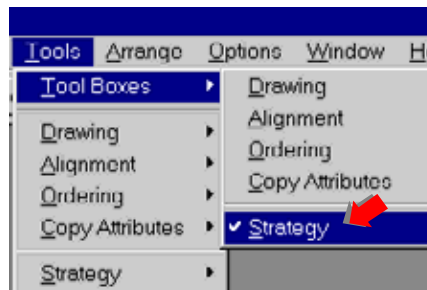 Tools Arrange Options Window H
Tool Boxes
Drawing
Alignment
Ordering
Copy Attributes
Strategy
Drawing
Alignment
Ordering
Copy Attributes
Strategy